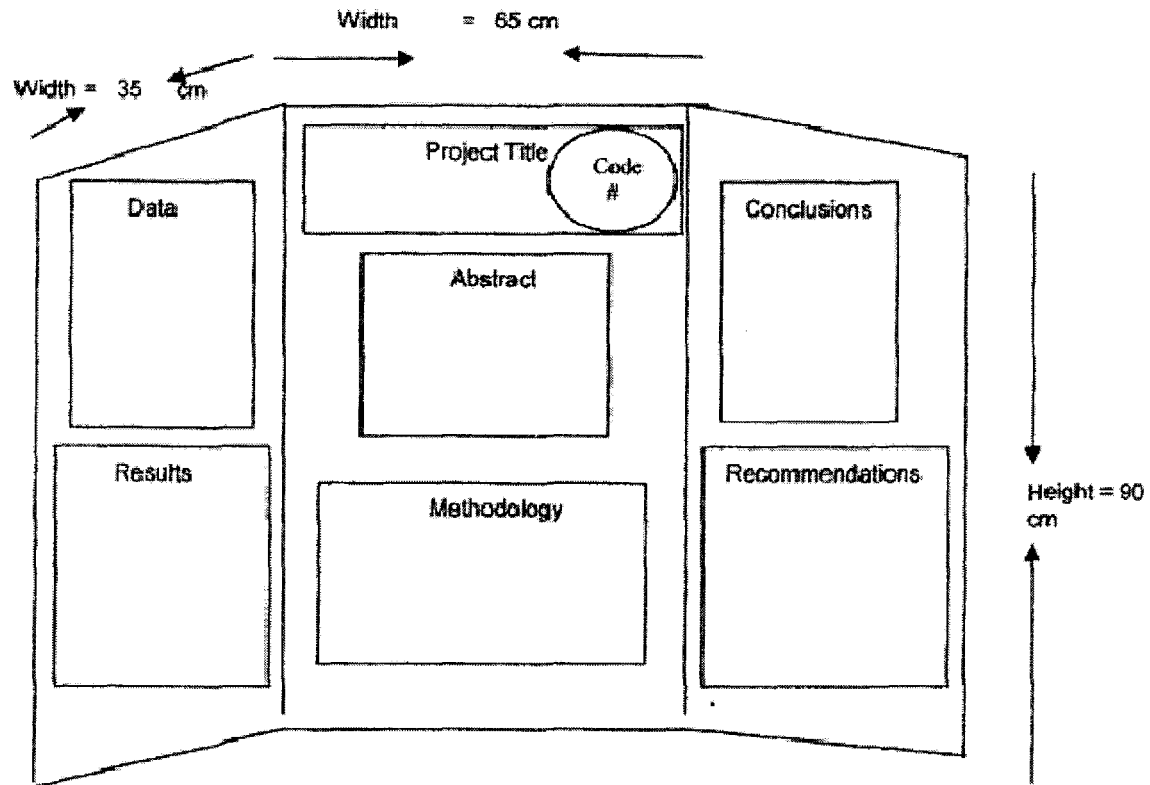 Width = 65 cm
Width = 35 cm
Project Title
Code
#
Data
Conclusions
Abstract
Results
Recommendations
Methodology
Height = 90
cm